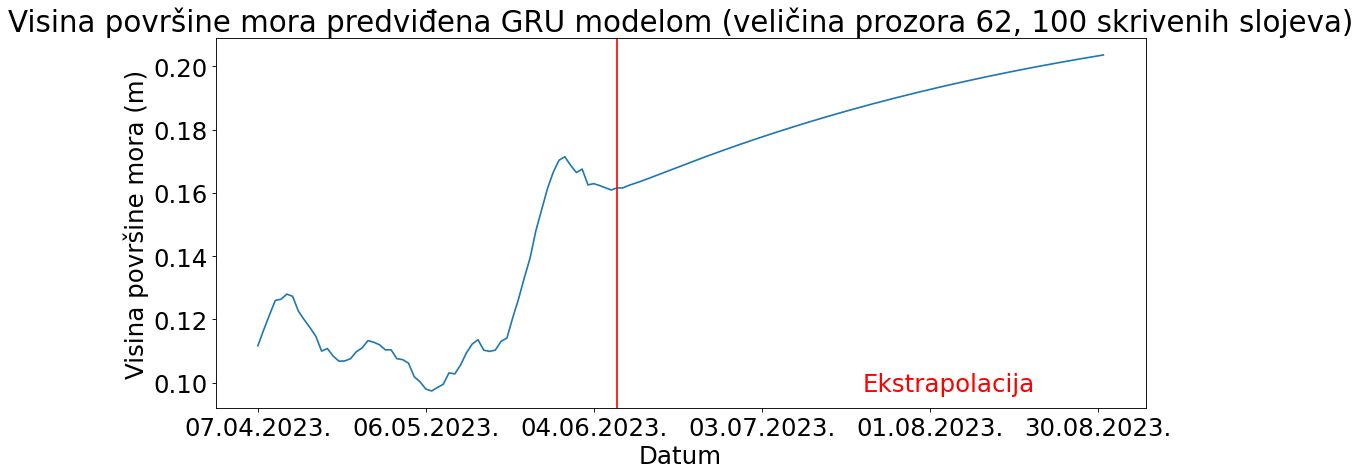 Visina površine mora predviđena GRU modelom (veličina prozora 62, 100 skrivenih slojeva)
Visina površine mora (m)
0.20
0.18
0.16
0.14
0.12
0.10
Ekstrapolacija
07.04.2023. 06.05.2023. 04.06.2023. 03.07.2023. 01.08.2023. 30.08.2023.
Datum